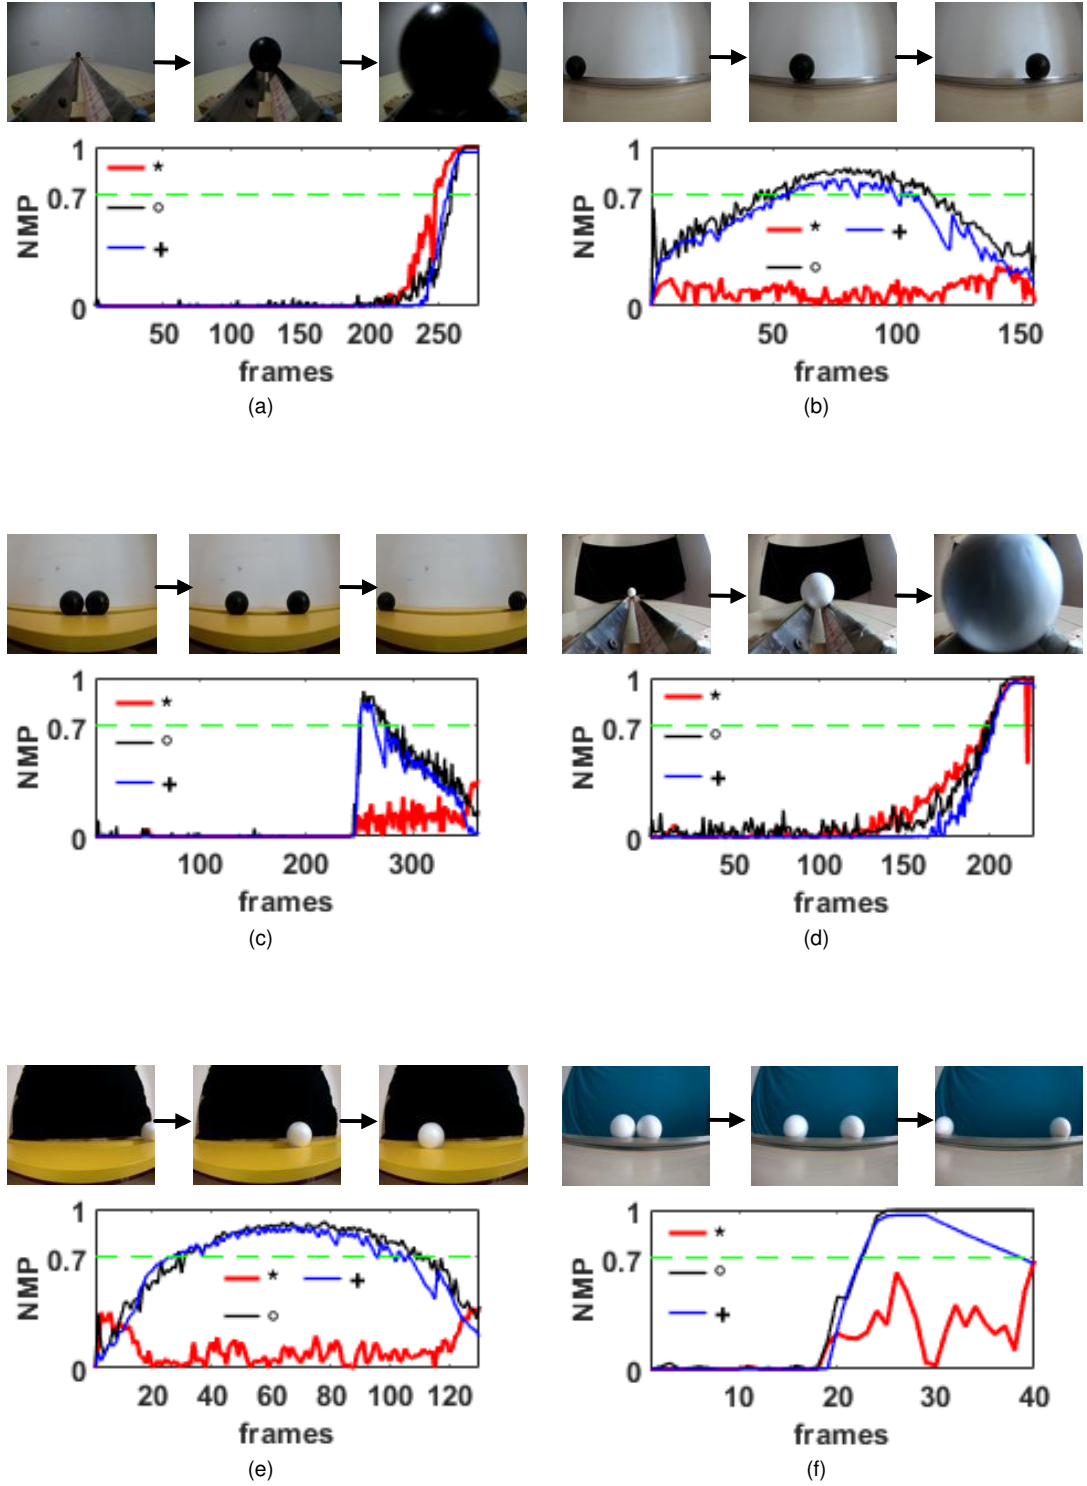 1
0.7
0
NMP
*
○
+
50 100 150 200 250
frames
(a)
1
0.7
0
NMP
* +
○
50 100 150
frames
(b)
1
0.7
0
NMP
*
○
+
100 200 300
frames
(c)
1
0.7
0
NMP
*
○
+
50 100 150 200
frames
(d)
1
0.7
0
NMP
* +
○
20 40 60 80 100 120
frames
(e)
1
0.7
0
NMP
*
○
+
10 20 30 40
frames
(f)